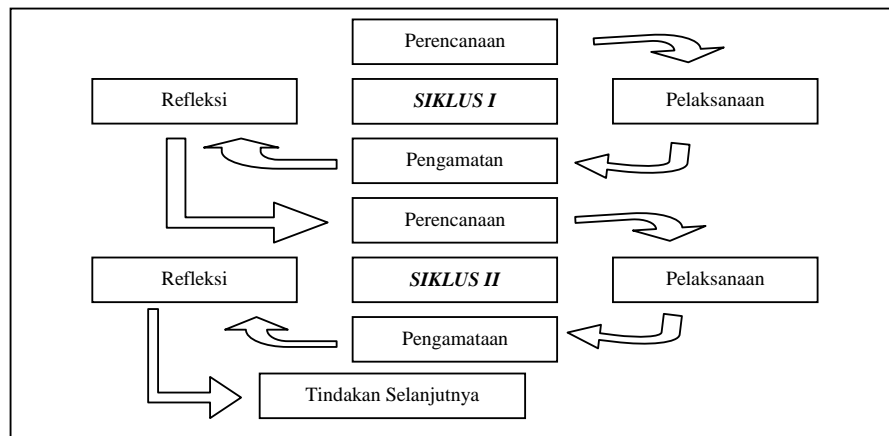 Perencanaan
Refleksi
SIKLUS I
Pelaksanaan
Pengamatan
Perencanaan
Refleksi
SIKLUS II
Pelaksanaan
Pengamataan
Tindakan Selanjutnya